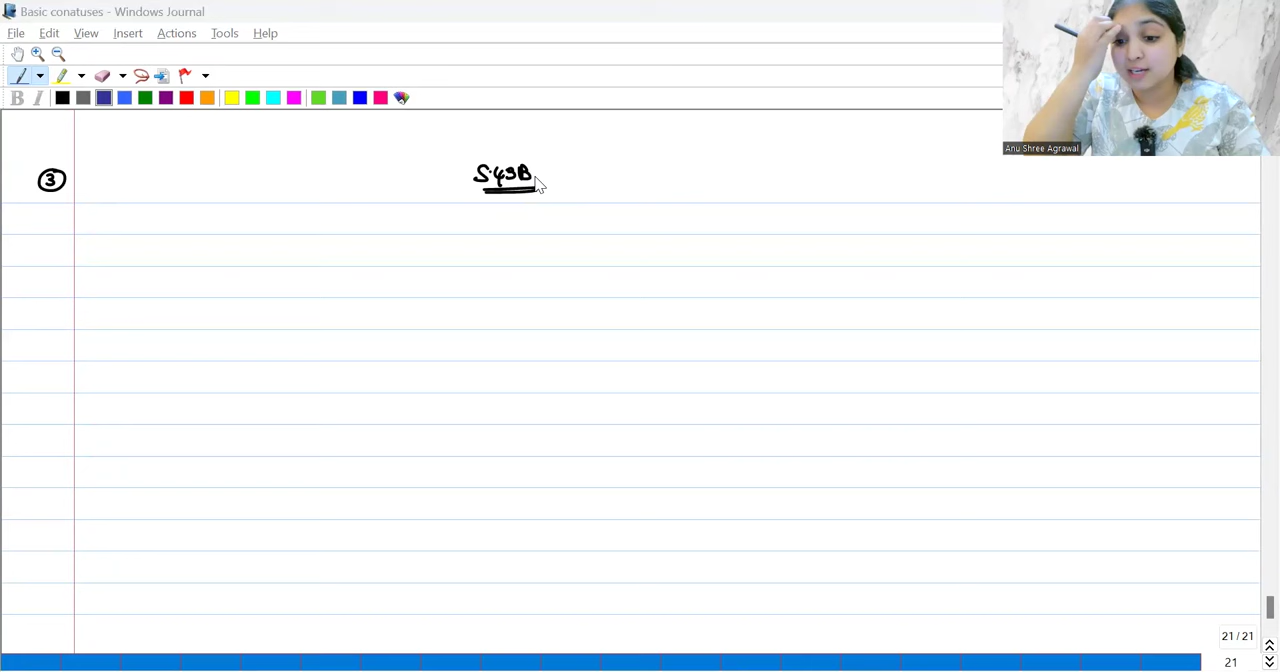 Basic conatuses - Windows Journal
File Edit View Insert Actions Tools Help
B I
Anu Shree Agrawal
③ S.43B
21 / 21
21